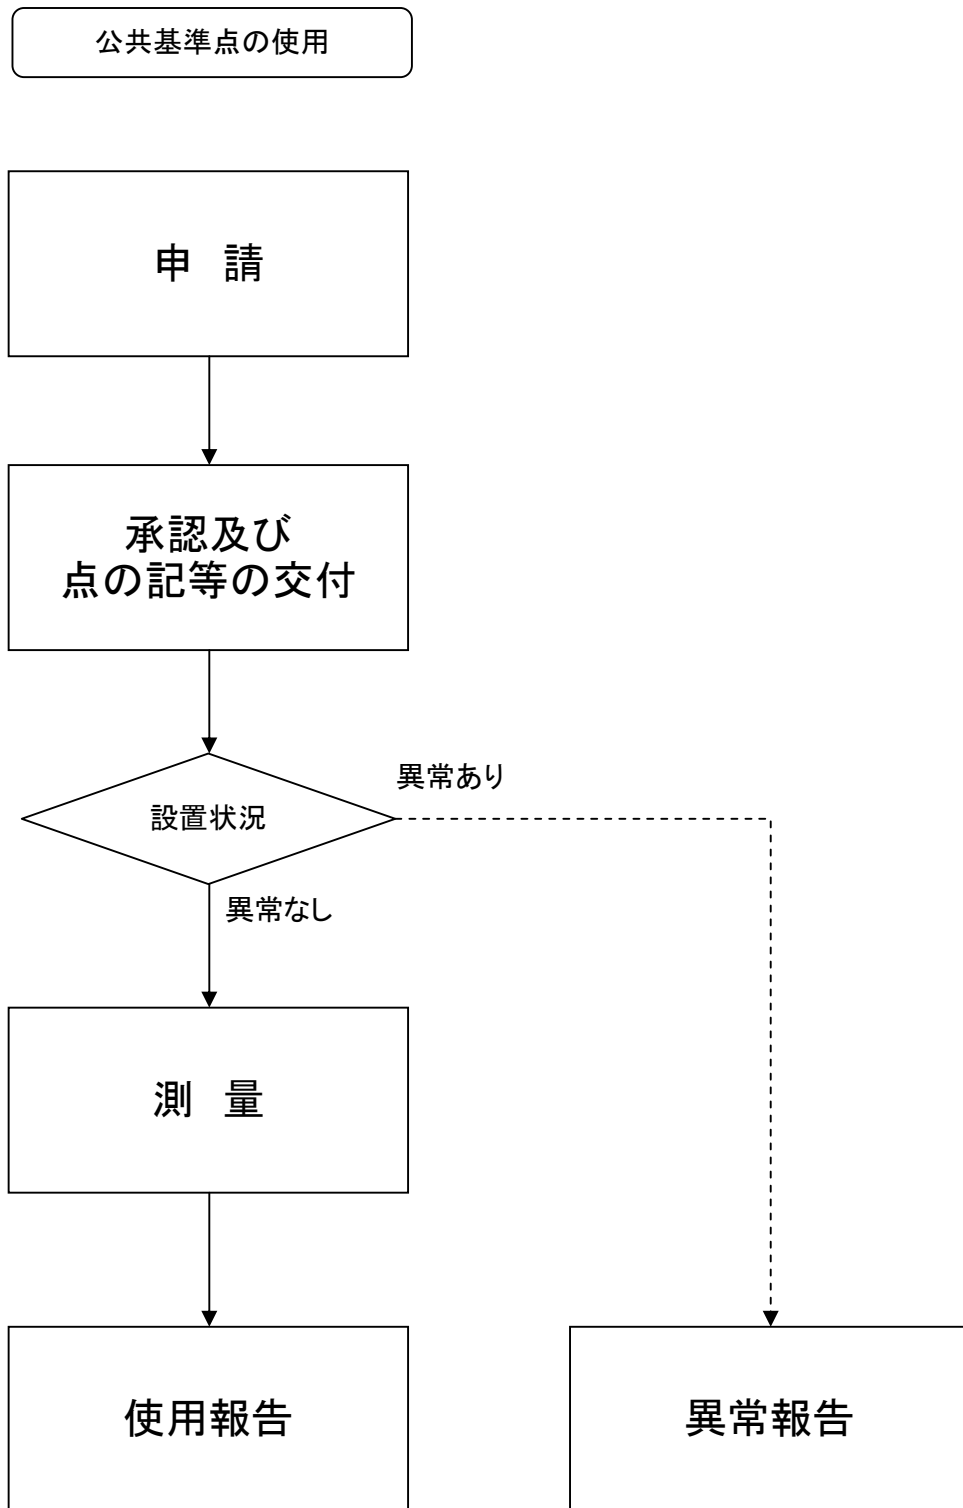 公共基準点の使用
申　請
承認及び
点の記等の交付
異常あり
設置状況
異常なし
測　量
使用報告
異常報告